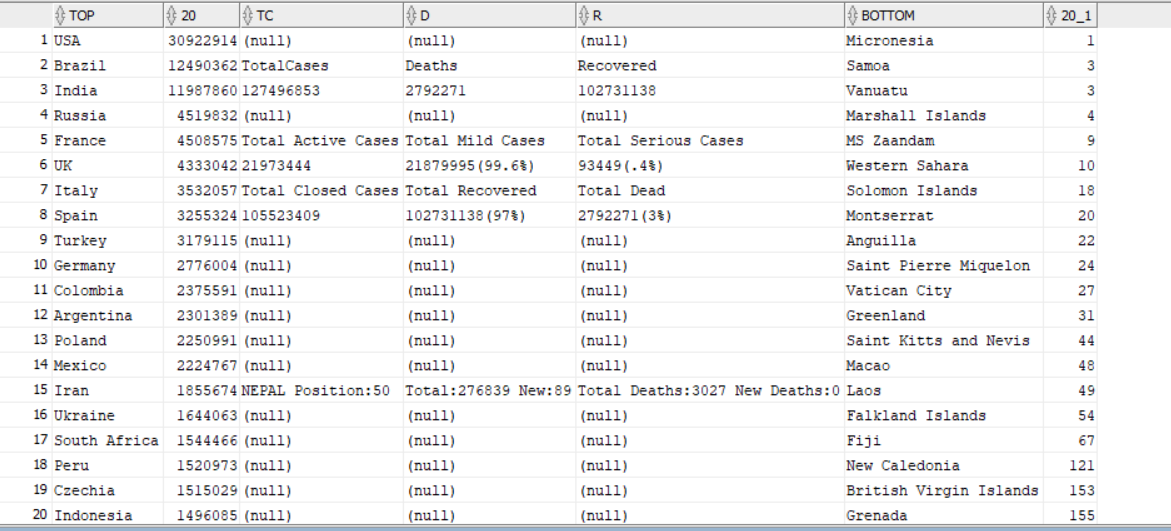 TOP 20 TC D R BOTTOM 20_1
1 USA 30922914 (null) (null) (null) Micronesia 1
2 Brazil 12490362 TotalCases Deaths Recovered Samoa 3
3 India 11987860 127496853 2792271 102731138 Vanuatu 3
4 Russia 4519832 (null) (null) (null) Marshall Islands 4
5 France 4508575 Total Active Cases Total Mild Cases Total Serious Cases MS Zaandam 9
6 UK 4333042 21973444 21879995(99.6%) 93449(.4%) Western Sahara 10
7 Italy 3532057 Total Closed Cases Total Recovered Total Dead Solomon Islands 18
8 Spain 3255324 105523409 102731138(97%) 2792271(3%) Montserrat 20
9 Turkey 3179115 (null) (null) (null) Anguilla 22
10 Germany 2776004 (null) (null) (null) Saint Pierre Miquelon 24
11 Colombia 2375591 (null) (null) (null) Vatican City 27
12 Argentina 2301389 (null) (null) (null) Greenland 31
13 Poland 2250991 (null) (null) (null) Saint Kitts and Nevis 44
14 Mexico 2224767 (null) (null) (null) Macao 48
15 Iran 1855674 NEPAL Position:50 Total:276839 New:89 Total Deaths:3027 New Deaths:0 Laos 49
16 Ukraine 1644063 (null) (null) (null) Falkland Islands 54
17 South Africa 1544466 (null) (null) (null) Fiji 67
18 Peru 1520973 (null) (null) (null) New Caledonia 121
19 Czechia 1515029 (null) (null) (null) British Virgin Islands 153
20 Indonesia 1496085 (null) (null) (null) Grenada 155